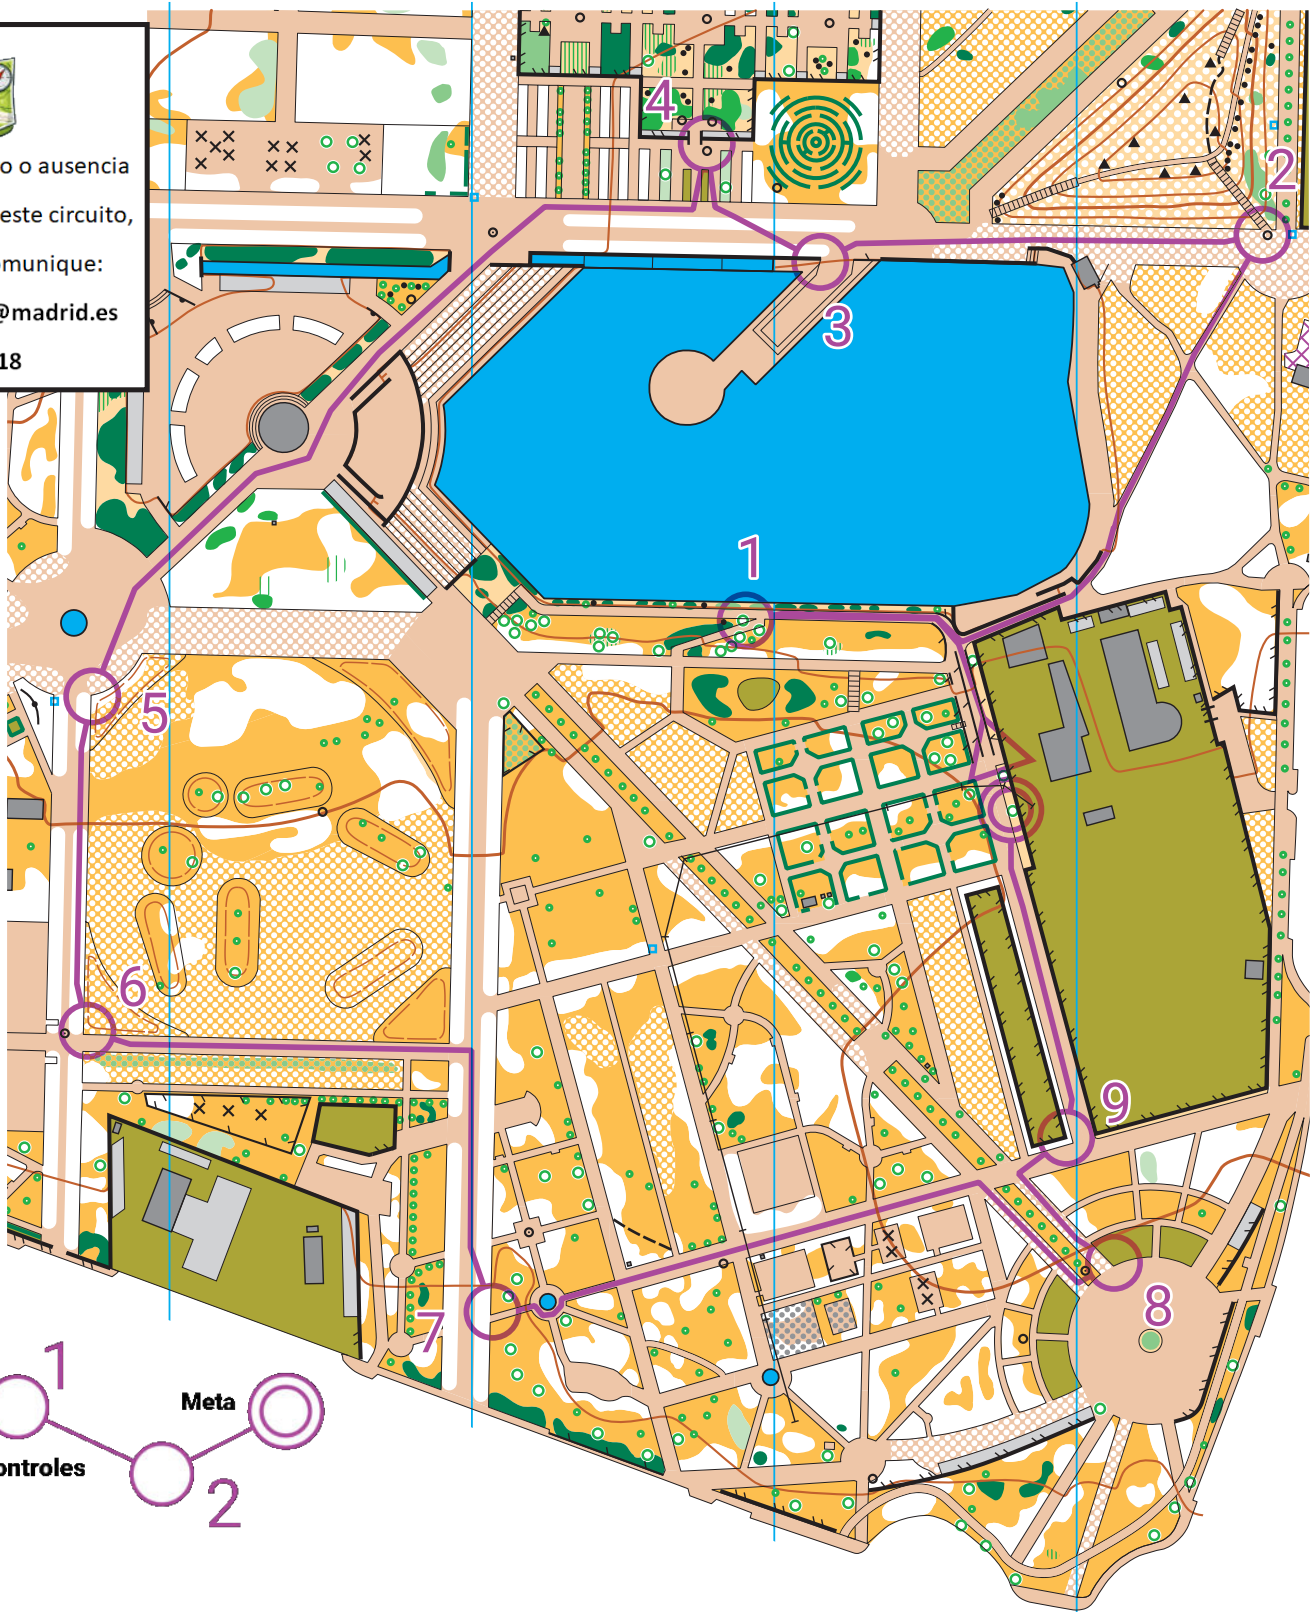 o o ausencia
este circuito,
omunique:
@madrid.es
18
4
2
3
1
5
6
9
8
7
1
Meta
ontroles
2